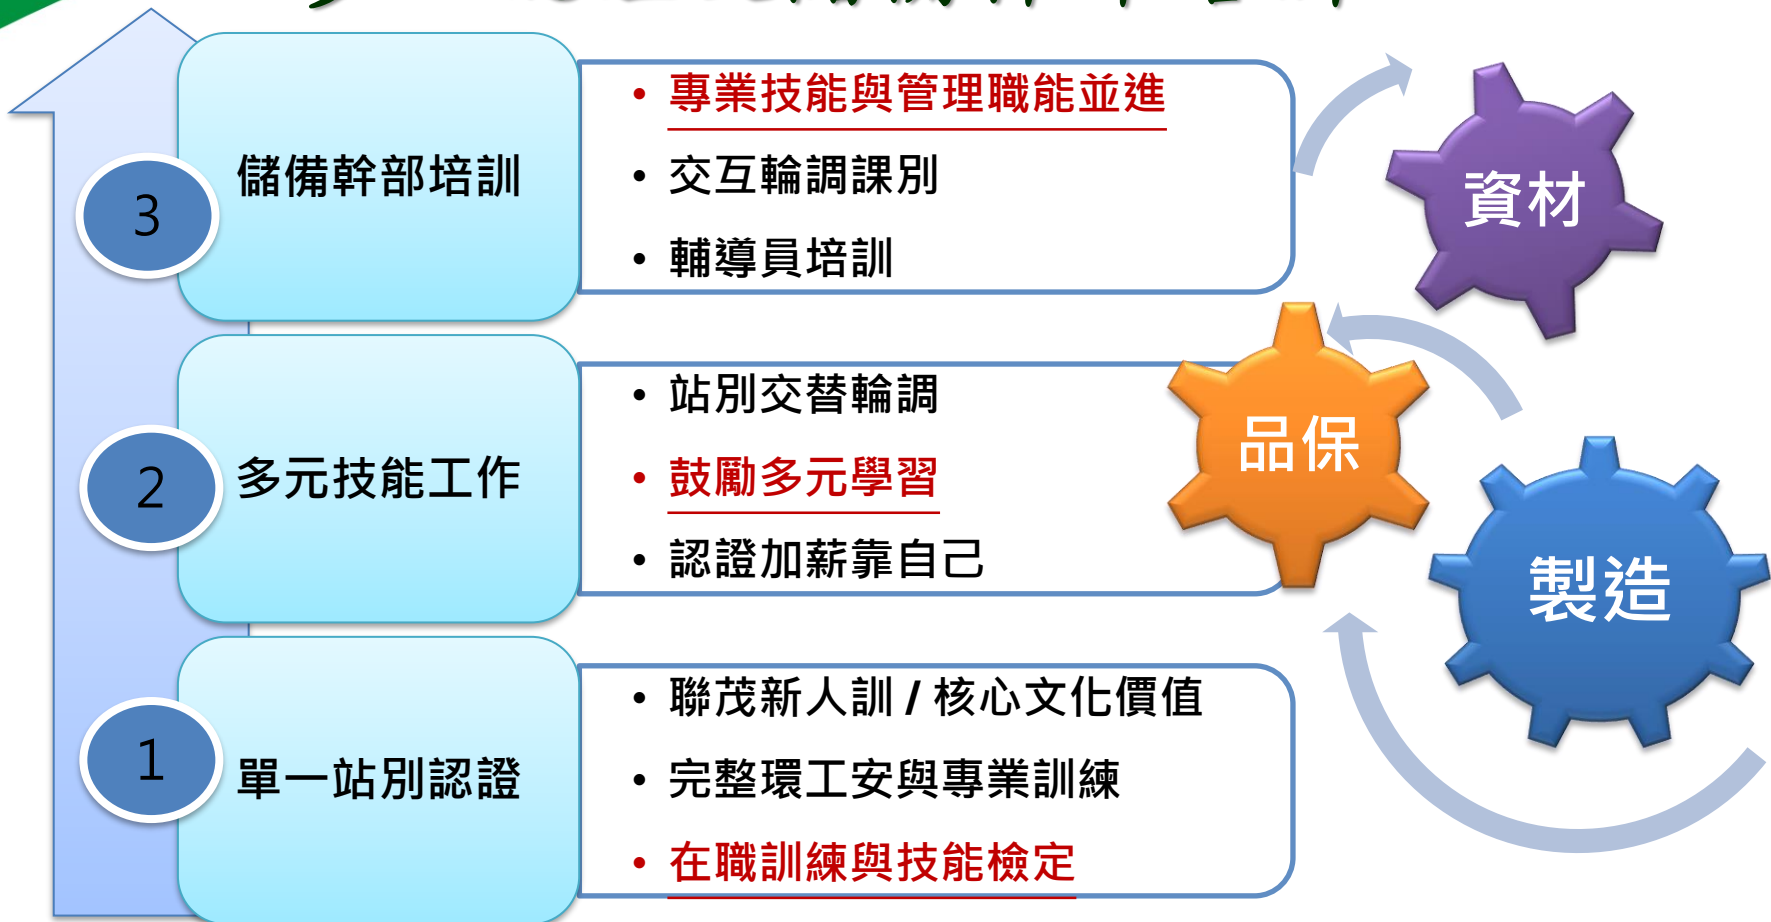 3
儲備幹部培訓
• 專業技能與管理職能並進
• 交互輪調課別
• 輔導員培訓
資材
2
多元技能工作
• 站別交替輪調
• 鼓勵多元學習
• 認證加薪靠自己
品保
製造
1
單一站別認證
• 聯茂新人訓 / 核心文化價值
• 完整環工安與專業訓練
• 在職訓練與技能檢定